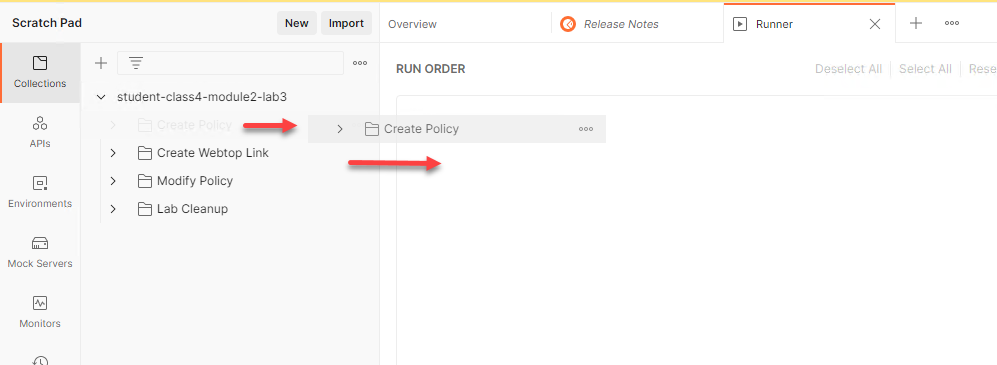 Scratch Pad
New
Import
Overview
Release Notes
Runner
Collections
APIs
Environments
Mock Servers
Monitors
student-class4-module2-lab3
Create Policy
Create Webtop Link
Modify Policy
Lab Cleanup
RUN ORDER
Deselect All
Select All
Rese
Create Policy